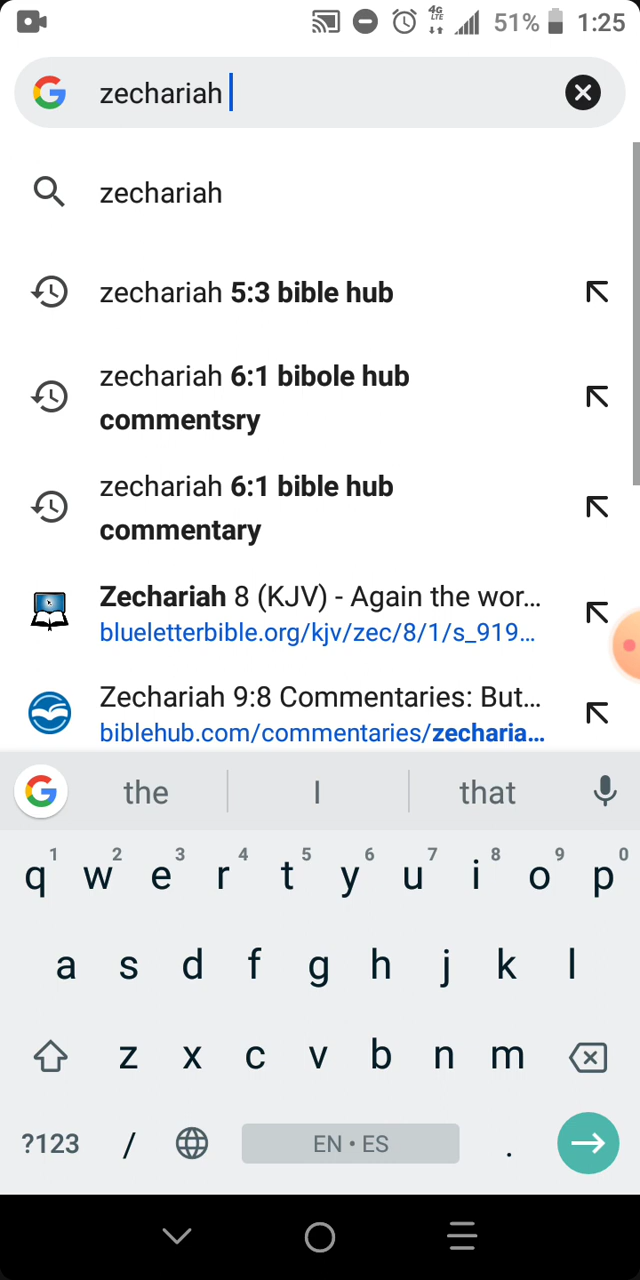 4G
LTE
51% 1:25
zechariah
zechariah
zechariah 5:3 bible hub
zechariah 6:1 bibole hub
commentsry
zechariah 6:1 bible hub
commentary
Zechariah 8 (KJV) - Again the wor...
blueletterbible.org/kjv/zec/8/1/s_919...
Zechariah 9:8 Commentaries: But...
biblehub.com/commentaries/zecharia...
the I that
1 2 3 4 5 6 7 8 9 0
q w e r t y u i o p
a s d f g h j k l
z x c v b n m
?123 / EN • ES .